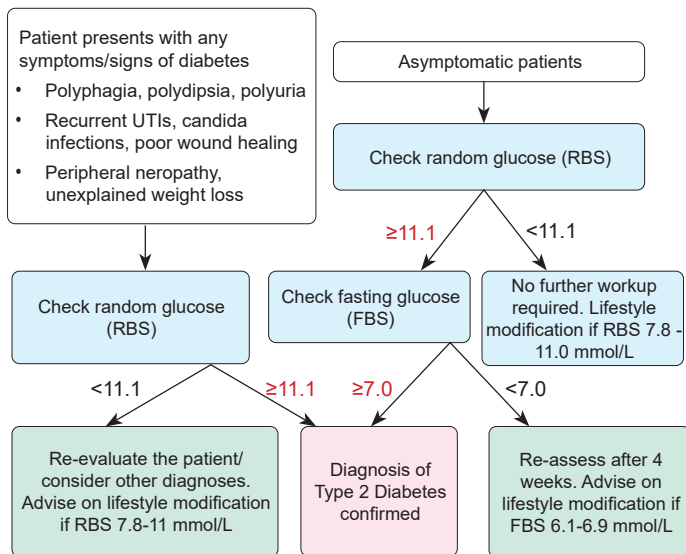 Patient presents with any
symptoms/signs of diabetes
• Polyphagia, polydipsia, polyuria
• Recurrent UTIs, candida
infections, poor wound healing
• Peripheral neropathy,
unexplained weight loss
Asymptomatic patients
Check random glucose (RBS)
≥11.1
<11.1
Check random glucose
(RBS)
Check fasting glucose
(FBS)
No further workup
required. Lifestyle
modification if RBS 7.8 -
11.0 mmol/L
<11.1
≥11.1
≥7.0
<7.0
Re-evaluate the patient/
consider other diagnoses.
Advise on lifestyle modification
if RBS 7.8-11 mmol/L
Diagnosis of
Type 2 Diabetes
confirmed
Re-assess after 4
weeks. Advise on
lifestyle modification if
FBS 6.1-6.9 mmol/L